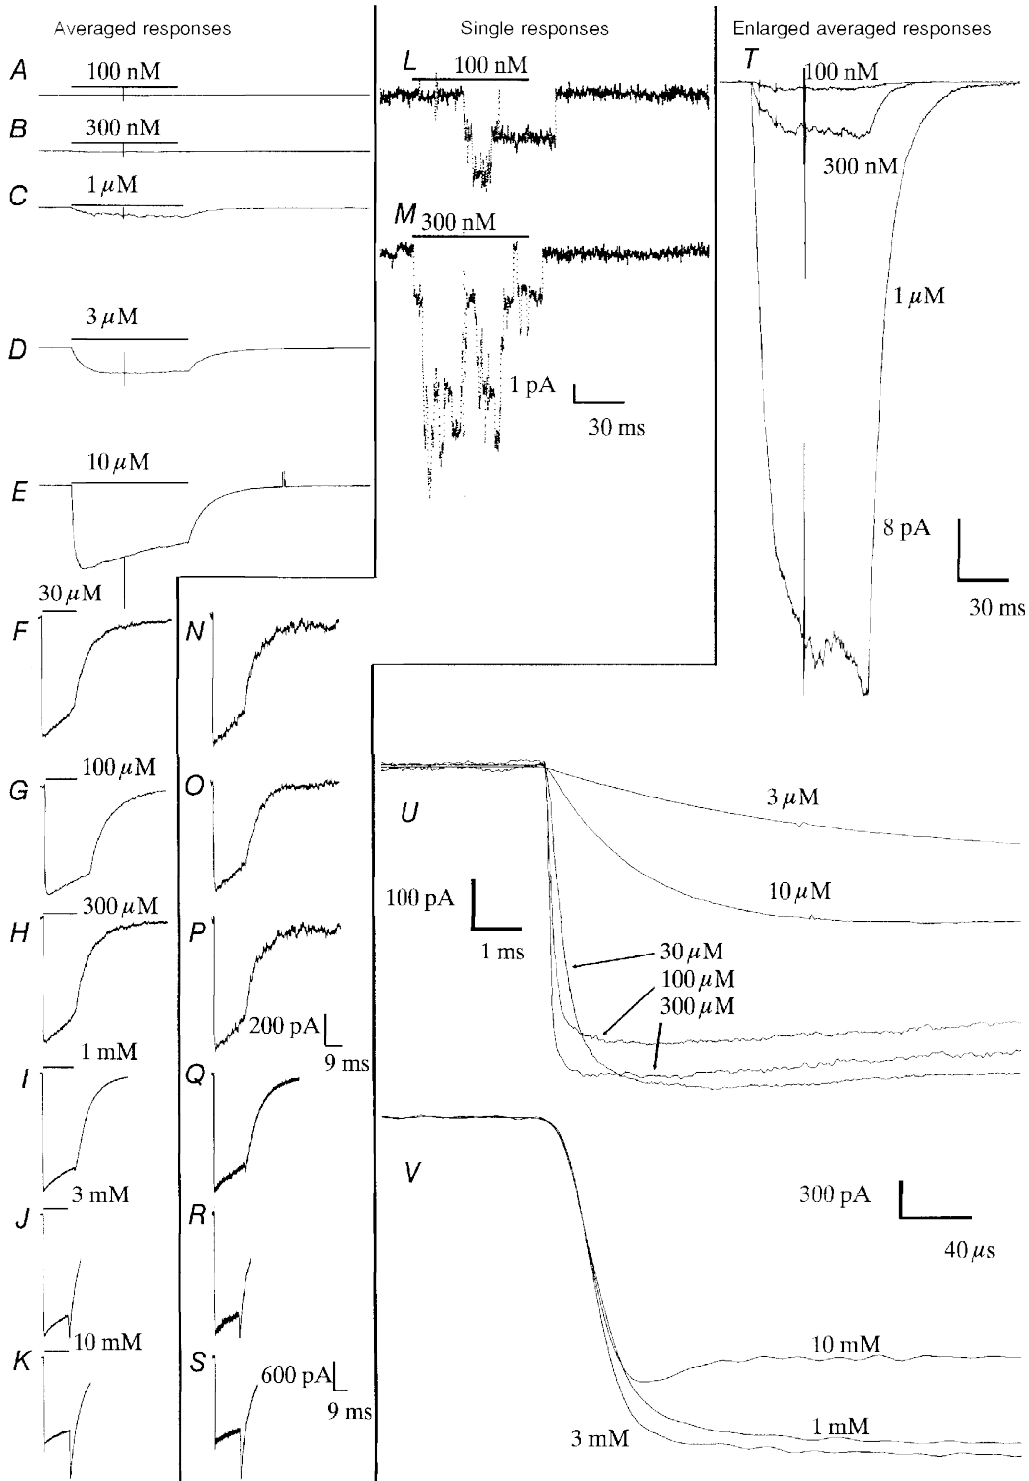 Averaged responses
Single responses
Enlarged averaged responses
A
100 nM
B
300 nM
C
1 μM
D
3 μM
E
10 μM
L
100 nM
M
300 nM
1 pA
30 ms
T
100 nM
300 nM
1 μM
8 pA
30 ms
30 μM
F
N
G
100 μM
O
H
300 μM
P
200 pA
9 ms
1 mM
I
Q
3 mM
J
R
10 mM
K
S
600 pA
9 ms
U
3 μM
10 μM
100 pA
1 ms
30 μM
100 μM
300 μM
V
300 pA
40 μs
10 mM
1 mM
3 mM